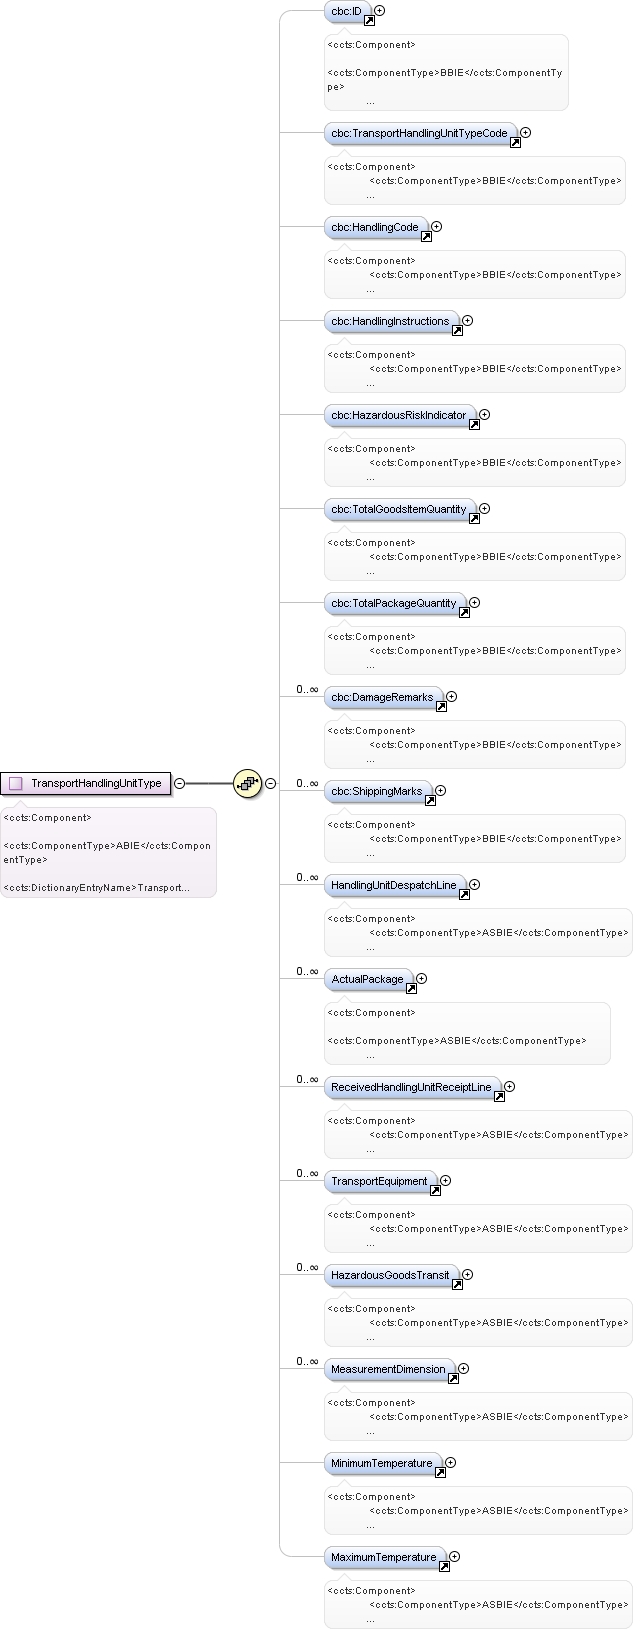 cbc:ID
<ccts:Component>
<ccts:ComponentType>BBIE</ccts:ComponentTy
pe>
...
cbc:TransportHandlingUnitTypeCode
<ccts:Component>
<ccts:ComponentType>BBIE</ccts:ComponentType>
...
cbc:HandlingCode
<ccts:Component>
<ccts:ComponentType>BBIE</ccts:ComponentType>
...
cbc:HandlingInstructions
<ccts:Component>
<ccts:ComponentType>BBIE</ccts:ComponentType>
...
cbc:HazardousRiskIndicator
<ccts:Component>
<ccts:ComponentType>BBIE</ccts:ComponentType>
...
cbc:TotalGoodsItemQuantity
<ccts:Component>
<ccts:ComponentType>BBIE</ccts:ComponentType>
...
cbc:TotalPackageQuantity
<ccts:Component>
<ccts:ComponentType>BBIE</ccts:ComponentType>
...
0..∞
cbc:DamageRemarks
<ccts:Component>
<ccts:ComponentType>BBIE</ccts:ComponentType>
...
TransportHandlingUnitType
<ccts:Component>
<ccts:ComponentType>ABIE</ccts:Compon
entType>
<ccts:DictionaryEntryName>Transport...
0..∞
cbc:ShippingMarks
<ccts:Component>
<ccts:ComponentType>BBIE</ccts:ComponentType>
...
0..∞
HandlingUnitDespatchLine
<ccts:Component>
<ccts:ComponentType>ASBIE</ccts:ComponentType>
...
0..∞
ActualPackage
<ccts:Component>
<ccts:ComponentType>ASBIE</ccts:ComponentType>
...
0..∞
ReceivedHandlingUnitReceiptLine
<ccts:Component>
<ccts:ComponentType>ASBIE</ccts:ComponentType>
...
0..∞
TransportEquipment
<ccts:Component>
<ccts:ComponentType>ASBIE</ccts:ComponentType>
...
0..∞
HazardousGoodsTransit
<ccts:Component>
<ccts:ComponentType>ASBIE</ccts:ComponentType>
...
0..∞
MeasurementDimension
<ccts:Component>
<ccts:ComponentType>ASBIE</ccts:ComponentType>
...
MinimumTemperature
<ccts:Component>
<ccts:ComponentType>ASBIE</ccts:ComponentType>
...
MaximumTemperature
<ccts:Component>
<ccts:ComponentType>ASBIE</ccts:ComponentType>
...